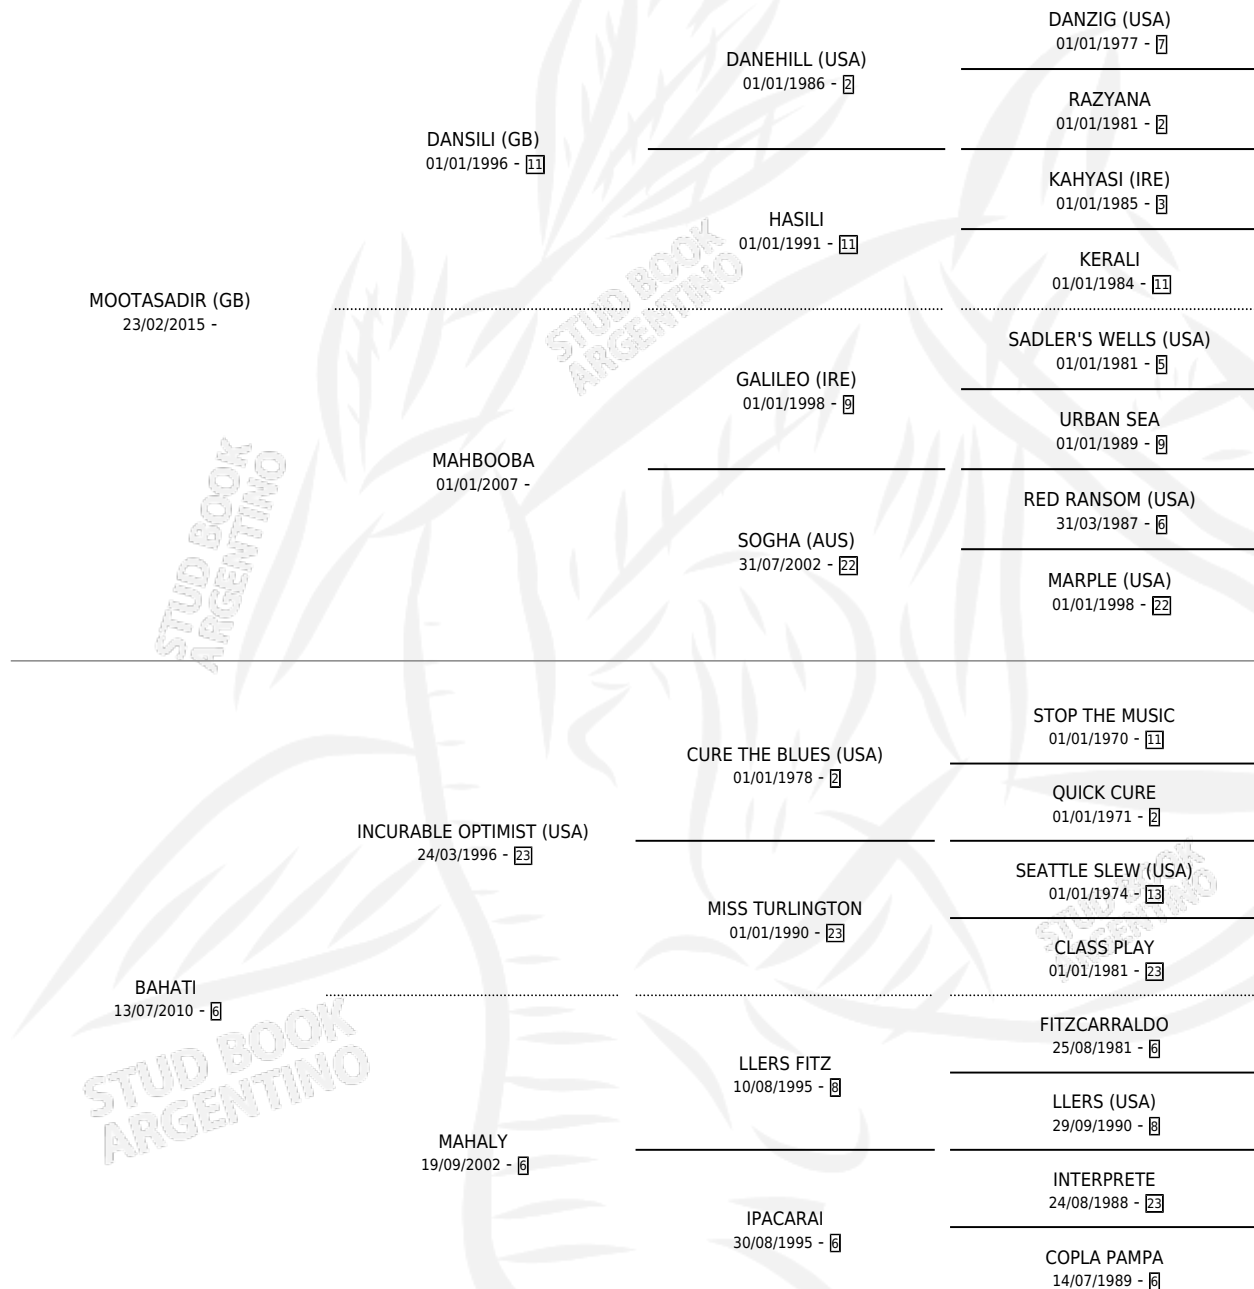 DANZIG (USA)
01/01/1977 - 7
DANEHILL (USA)
01/01/1986 - 2
RAZYANA
01/01/1981 - 2
DANSILI (GB)
01/01/1996 - 11
KAHYASI (IRE)
01/01/1985 - 3
HASILI
01/01/1991 - 11
KERALI
01/01/1984 - 11
MOOTASADIR (GB)
23/02/2015 -
SADLER'S WELLS (USA)
01/01/1981 - 5
GALILEO (IRE)
01/01/1998 - 9
URBAN SEA
01/01/1989 - 9
MAHBOOBA
01/01/2007 -
RED RANSOM (USA)
31/03/1987 - 6
SOGHA (AUS)
31/07/2002 - 22
MARPLE (USA)
01/01/1998 - 22
STOP THE MUSIC
01/01/1970 - 11
CURE THE BLUES (USA)
01/01/1978 - 2
QUICK CURE
01/01/1971 - 2
INCURABLE OPTIMIST (USA)
24/03/1996 - 23
SEATTLE SLEW (USA)
01/01/1974 - 13
MISS TURLINGTON
01/01/1990 - 23
CLASS PLAY
01/01/1981 - 23
BAHATI
13/07/2010 - 6
FITZCARRALDO
25/08/1981 - 6
LLERS FITZ
10/08/1995 - 8
LLERS (USA)
29/09/1990 - 8
MAHALY
19/09/2002 - 6
INTERPRETE
24/08/1988 - 23
IPACARAI
30/08/1995 - 6
COPLA PAMPA
14/07/1989 - 6
STUD BOOK
ARGENTINO
STUD BOOK
ARGENTINO
STUD BOOK
ARGENTINO
STUD BOOK
ARGENTINO